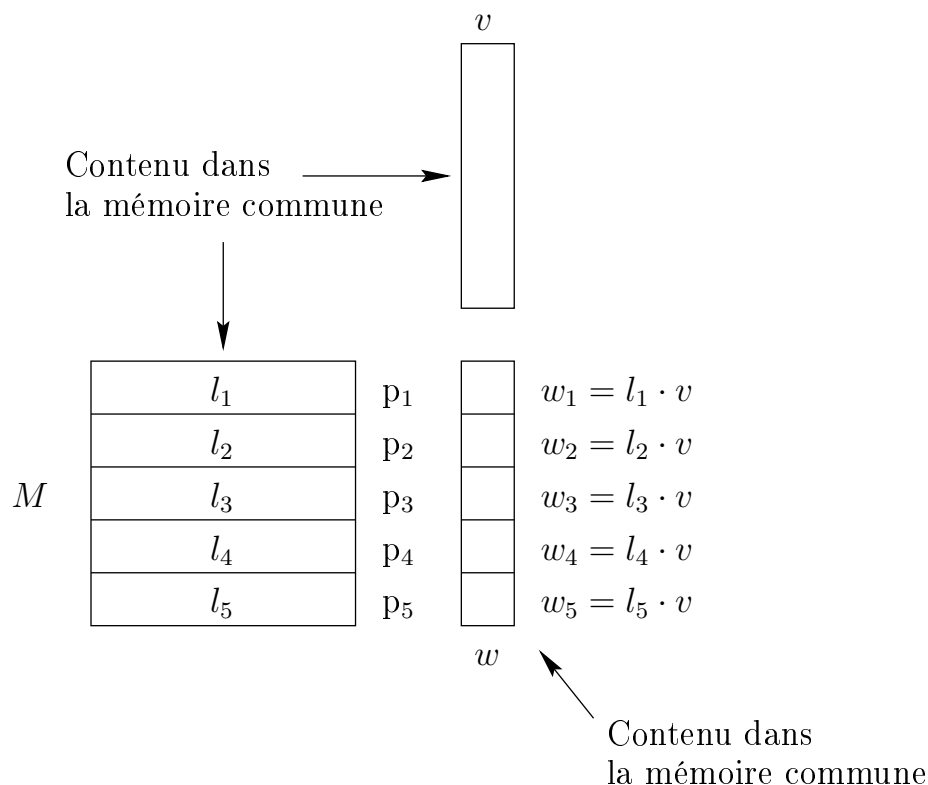 v
Contenu dans
la mémoire commune
l₁ p₁ w₁ = l₁ · v
l₂ p₂ w₂ = l₂ · v
M l₃ p₃ w₃ = l₃ · v
l₄ p₄ w₄ = l₄ · v
l₅ p₅ w₅ = l₅ · v
w
Contenu dans
la mémoire commune